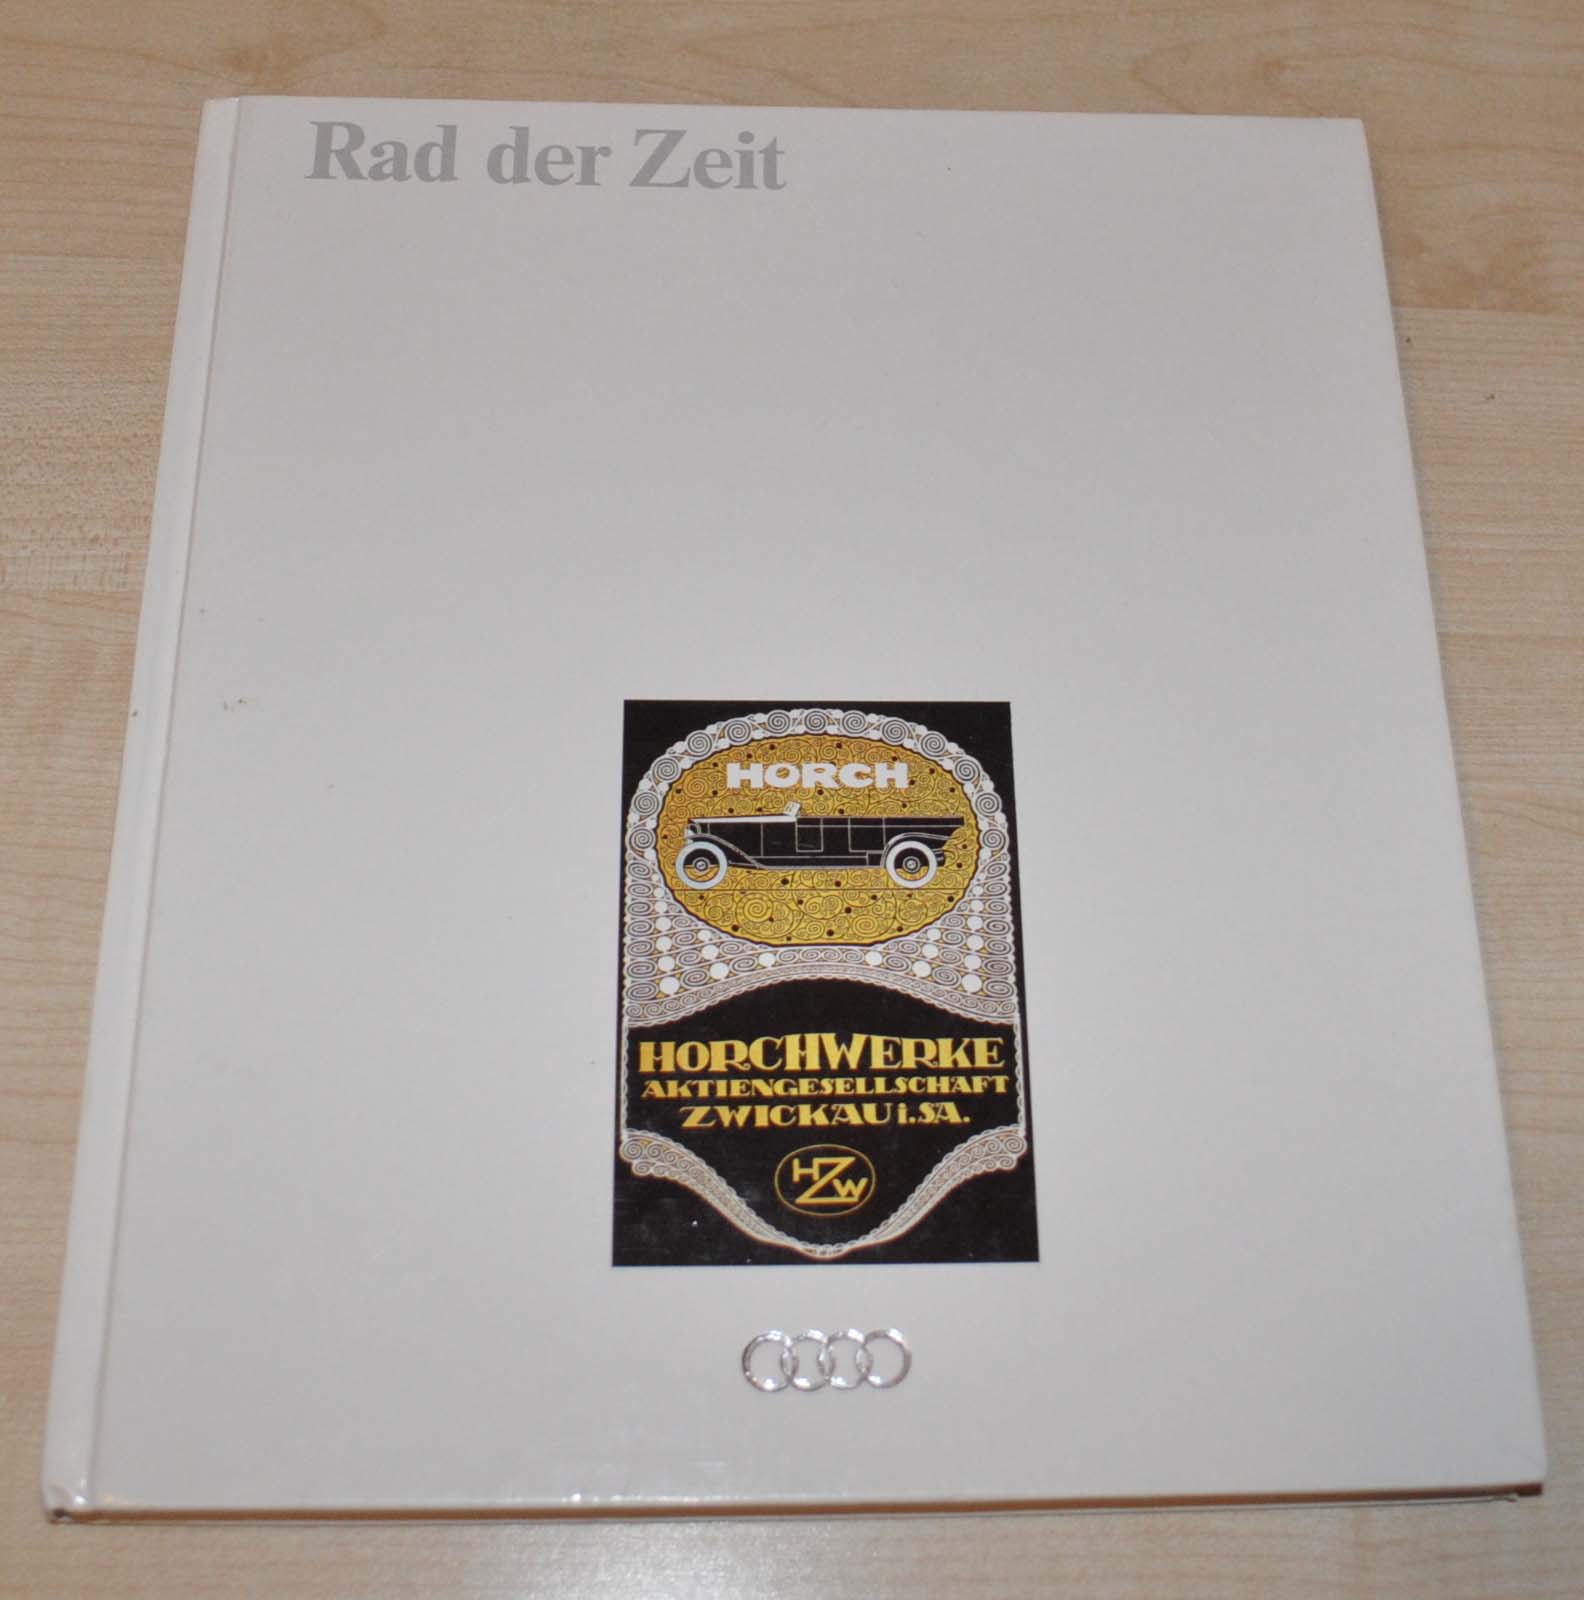 Rad der Zeit
HORCH
HORCHWERKE
AKTIENGESELLSCHAFT
ZWICKAU i. SA.
HZW